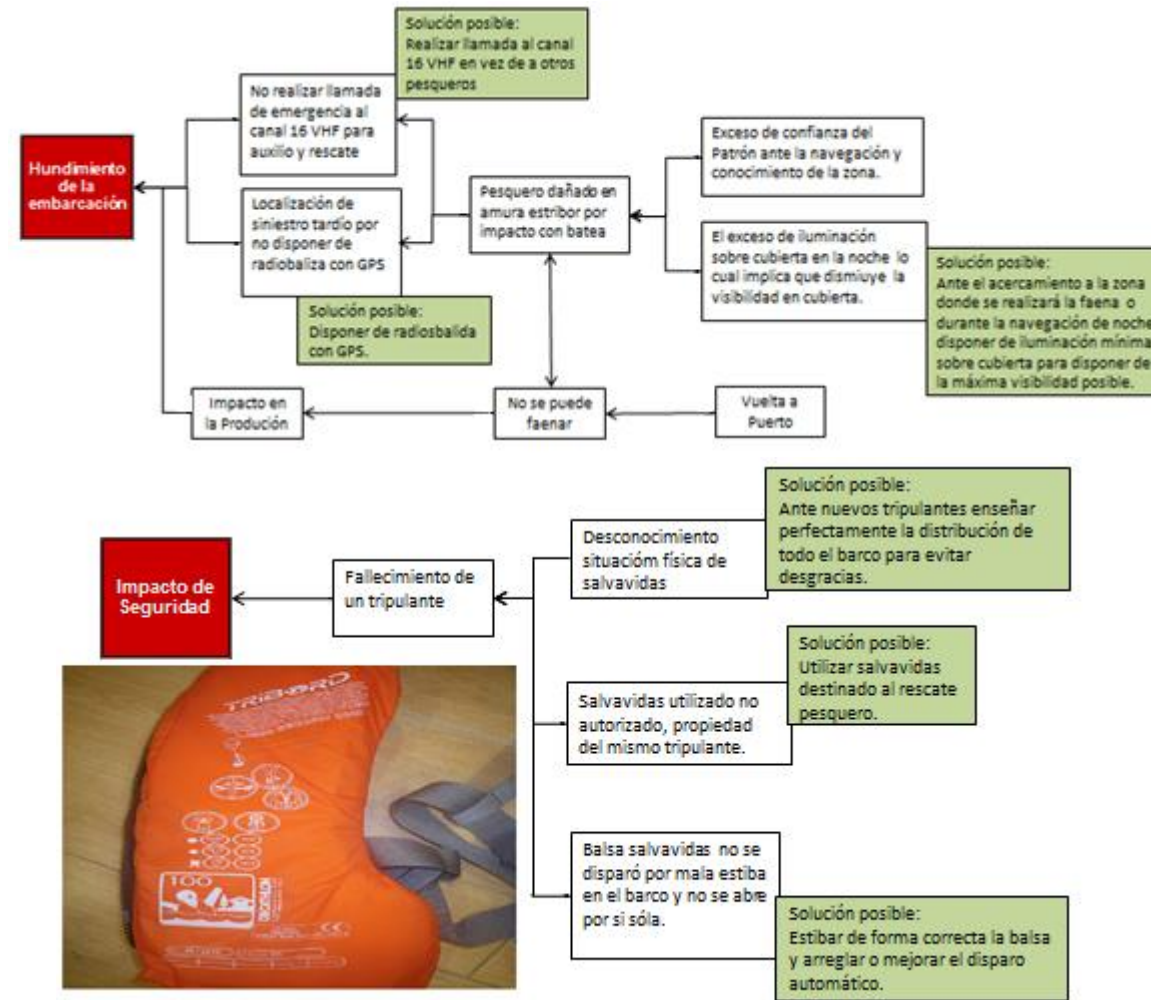 Solución posible:
Realizar llamada al canal
16 VHF en vez de a otros
pesqueros
No realizar llamada
de emergencia al
canal 16 VHF para
auxilio y rescate
Hundimiento
de la
embarcación
Localización de
siniestro tardío por
no disponer de
radiobaliza con GPS
Solución posible:
Disponer de radiosbalida
con GPS.
Pesquero dañado en
amura estribor por
impacto con batea
Exceso de confianza del
Patrón ante la navegación y
conocimiento de la zona.
El exceso de iluminación
sobre cubierta en la noche lo
cual implica que dismiuye la
visibilidad en cubierta.
Solución posible:
Ante el acercamiento a la zona
donde se realizará la faena o
durante la navegación de noche
disponer de iluminación mínima
sobre cubierta para disponer de
la máxima visibilidad posible.
Impacto en
la Produción
No se puede
faenar
Vuelta a
Puerto
Impacto de
Seguridad
Fallecimiento de
un tripulante
Desconocimiento
situacióm física de
salvavidas
Solución posible:
Ante nuevos tripulantes enseñar
perfectamente la distribución de
todo el barco para evitar
desgracias.
Salvavidas utilizado no
autorizado, propiedad
del mismo tripulante.
Solución posible:
Utilizar salvavidas
destinado al rescate
pesquero.
Balsa salvavidas no se
disparó por mala estiba
en el barco y no se abre
por si sóla.
Solución posible:
Estibar de forma correcta la balsa
y arreglar o mejorar el disparo
automático.
TRIBORD
100
DECATHLON
CE